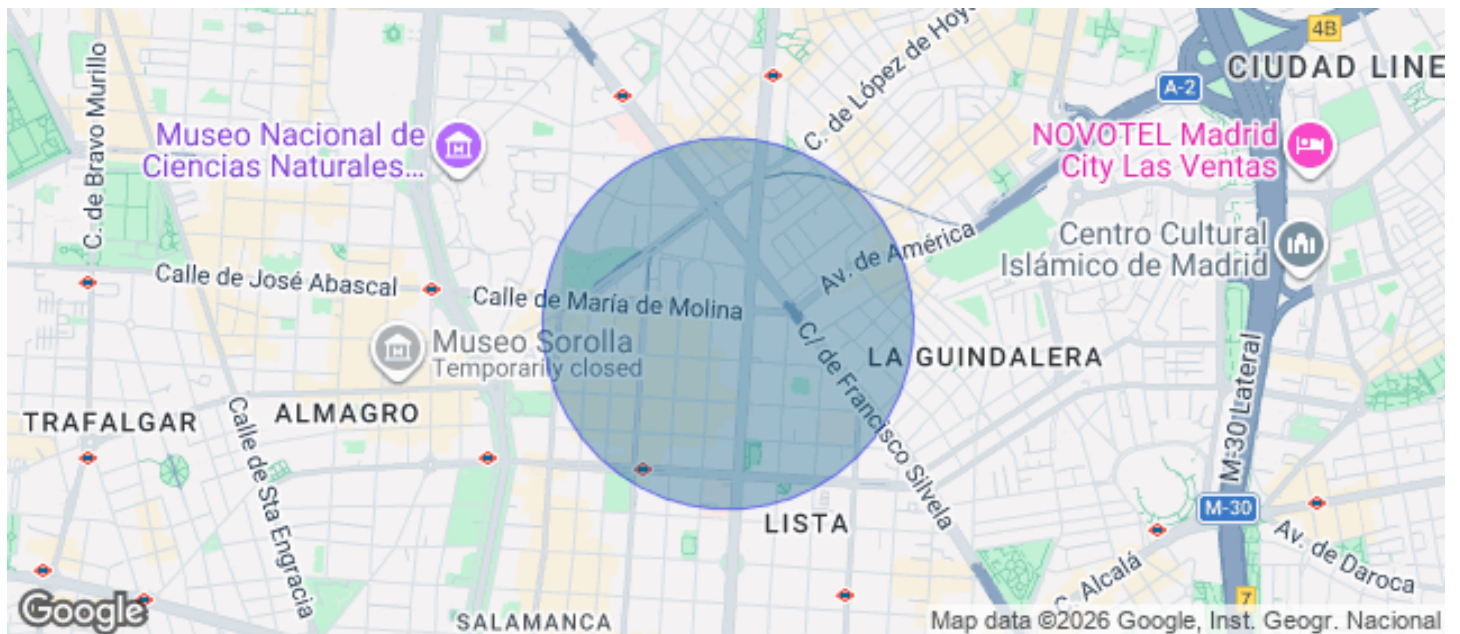 4B
CIUDAD LINE
A-2
C. de Bravo Murillo
C. de López de Hoyo
Museo Nacional de
Ciencias Naturales...
NOVOTEL Madrid
City Las Ventas
Av. de América
Centro Cultural
Islámico de Madrid
Calle de José Abascal
Calle de María de Molina
Museo Sorolla
Temporarily closed
C/ de Francisco Silvela
LA GUINDALERA
M-30 Lateral
TRAFALGAR
ALMAGRO
Calle de Sta Engracia
M-30
LISTA
Av. de Daroca
C. Alcalá
7
Google
SALAMANCA
Map data ©2026 Google, Inst. Geogr. Nacional